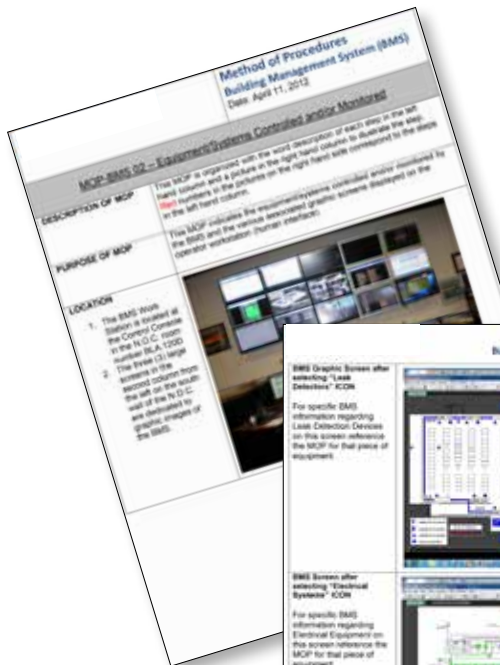 Method of Procedures
Building Management System (BMS)
Date: April 11, 2012
MOP-BMS 02 – Equipment/Systems Controlled and/or Monitored
DESCRIPTION OF MOP
This MOP is organized with the word description of each step in the left
hand column and a picture in the right hand column to illustrate the step.
Red numbers in the pictures on the right hand side correspond to the steps
in the left hand column.
PURPOSE OF MOP
This MOP indicates the equipment/systems controlled and/or monitored by
the BMS and the various associated graphic screens displayed on the
operator workstation (human interface).
LOCATION
1. The BMS Work
Station is located at
the Control Console
in the N.O.C. room
number BLA.120D
2. The three (3) large
screens in the
second column from
the left on the south
wall of the N.O.C.
are dedicated to
graphic images of
the BMS.
BMS Graphic Screen after
selecting "Leak
Detectors" ICON
For specific BMS
information regarding
Leak Detection Devices
on this screen reference
the MOP for that piece of
equipment.
BMS Screen after
selecting "Electrical
Systems" ICON
For specific BMS
information regarding
Electrical Equipment on
this screen reference the
MOP for that piece of
equipment.